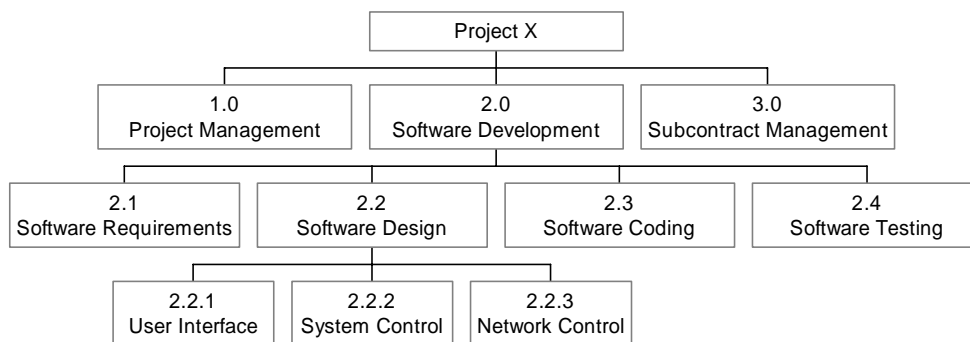 Project X
1.0
Project Management
2.0
Software Development
3.0
Subcontract Management
2.1
Software Requirements
2.2
Software Design
2.3
Software Coding
2.4
Software Testing
2.2.1
User Interface
2.2.2
System Control
2.2.3
Network Control